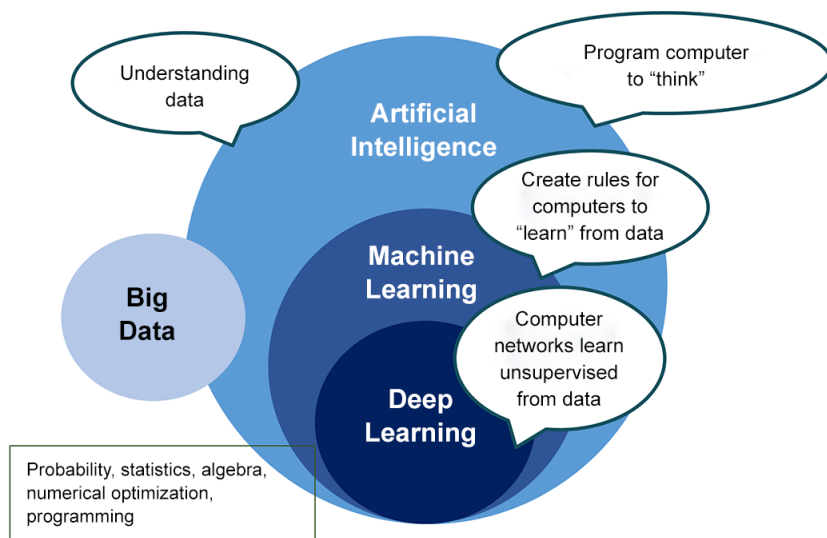 Understanding
data
Program computer
to “think”
Artificial
Intelligence
Create rules for
computers to
“learn” from data
Machine
Learning
Big
Data
Computer
networks learn
unsupervised
from data
Deep
Learning
Probability, statistics, algebra,
numerical optimization,
programming